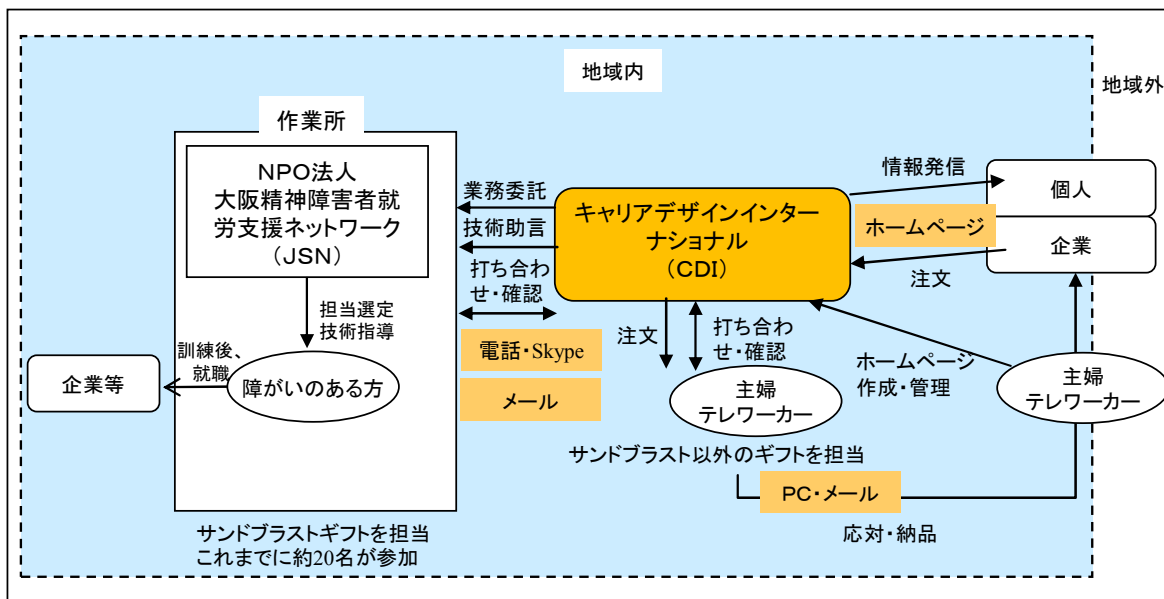 地域内
地域外
作業所
NPO法人
大阪精神障害者就
労支援ネットワーク
(JSN)
担当選定
技術指導
訓練後、
就職
企業等
障がいのある方
サンドブラストギフトを担当
これまでに約20名が参加
業務委託
技術助言
打ち合わ
せ・確認
電話・Skype
メール
キャリアデザインインター
ナショナル
(CDI)
注文
打ち合わ
せ・確認
主婦
テレワーカー
サンドブラスト以外のギフトを担当
PC・メール
応対・納品
情報発信
ホームページ
注文
個人
企業
ホームページ
作成・管理
主婦
テレワーカー